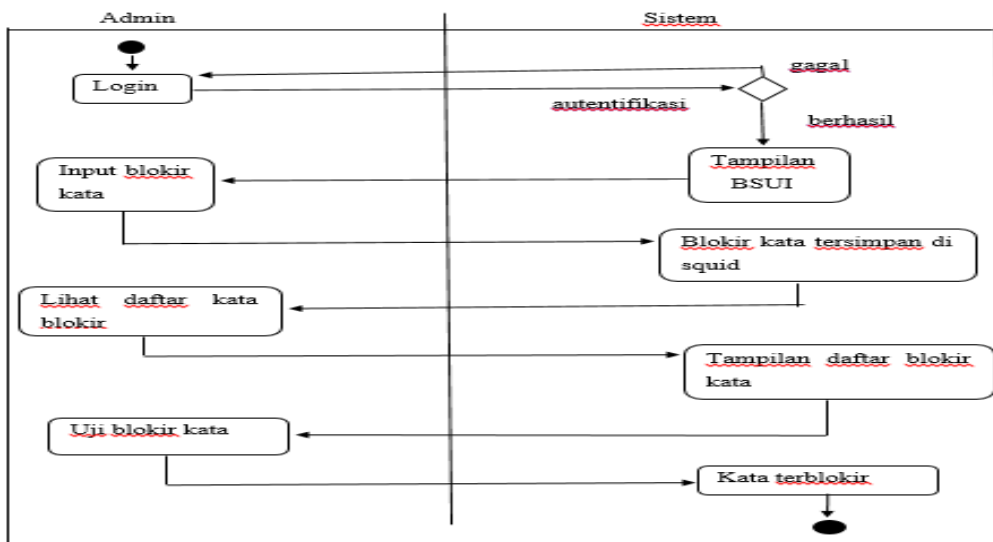 Admin
Sistem
gagal
Login
autentifikasi
berhasil
Tampilan
BSUI
Input blokir
kata
Blokir kata tersimpan di
squid
Lihat daftar kata
blokir
Tampilan daftar blokir
kata
Uji blokir kata
Kata terblokir